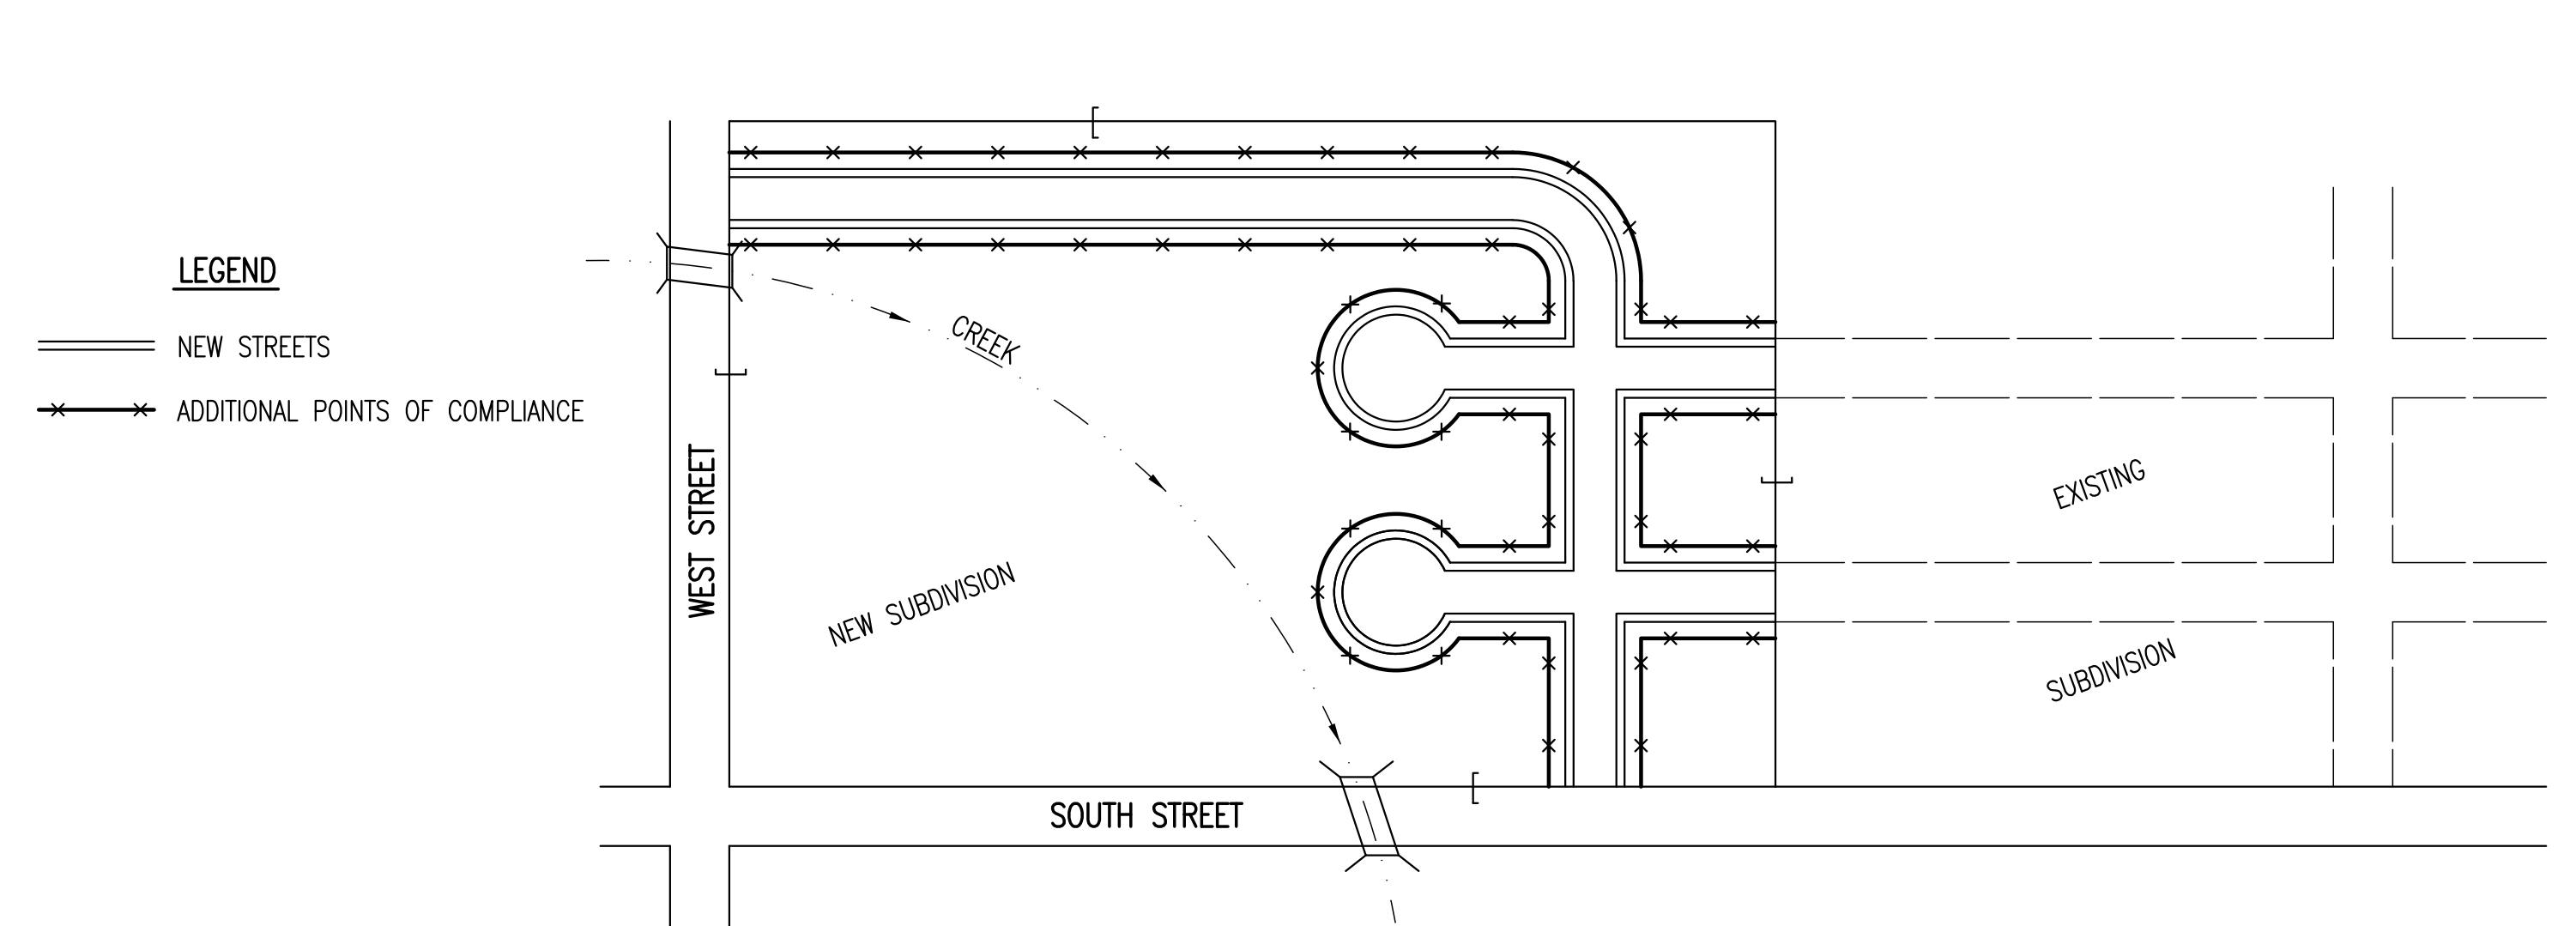 LEGEND
NEW STREETS
ADDITIONAL POINTS OF COMPLIANCE
CREEK
WEST STREET
NEW SUBDIVISION
SOUTH STREET
EXISTING
SUBDIVISION